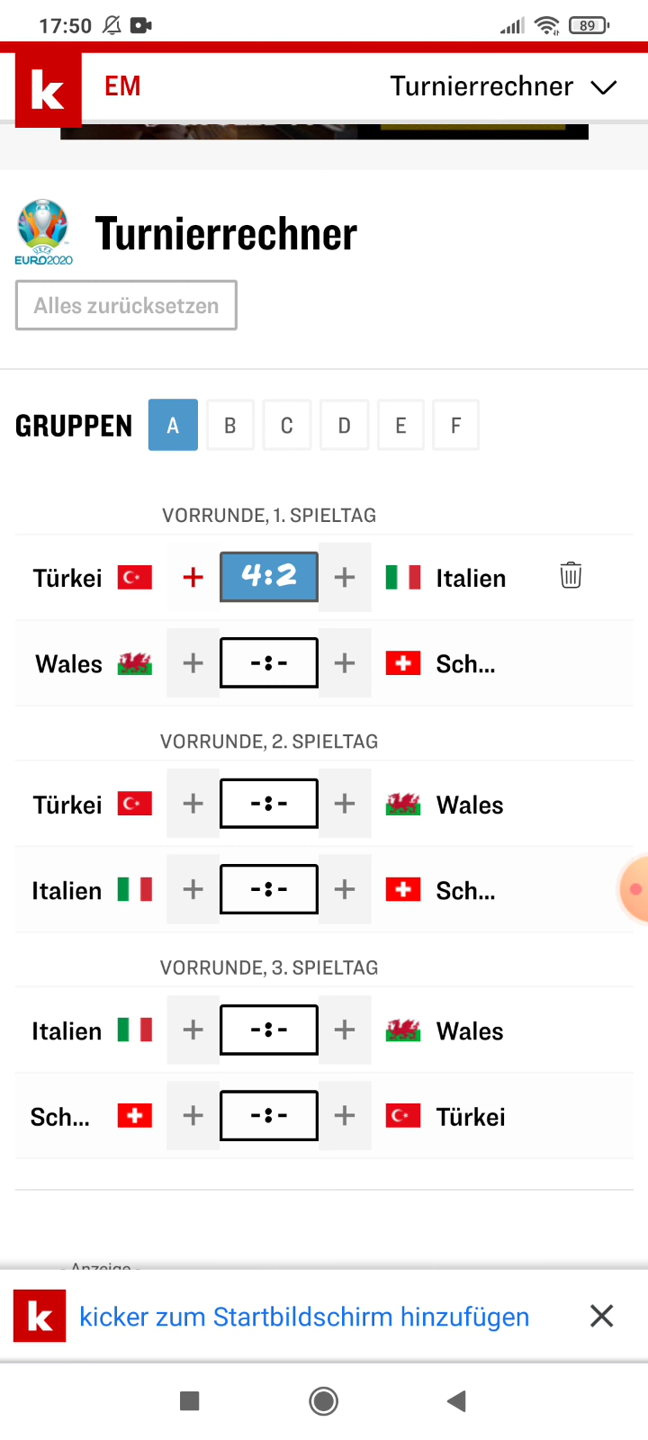 17:50 89
k EM Turnierrechner
UEFA
EURO2020
Turnierrechner
Alles zurücksetzen
GRUPPEN A B C D E F
VORRUNDE, 1. SPIELTAG
Türkei + 4:2 + Italien
Wales + -:- + Sch...
VORRUNDE, 2. SPIELTAG
Türkei + -:- + Wales
Italien + -:- + Sch...
VORRUNDE, 3. SPIELTAG
Italien + -:- + Wales
Sch... + -:- + Türkei
- Anzeige -
k kicker zum Startbildschirm hinzufügen